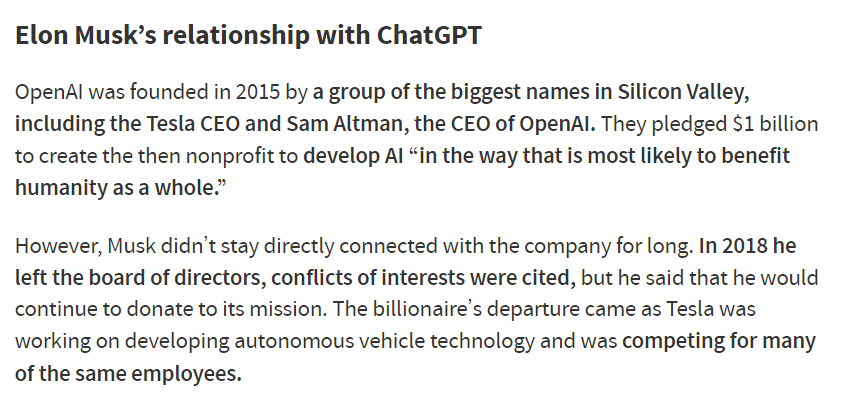 Elon Musk’s relationship with ChatGPT
OpenAI was founded in 2015 by a group of the biggest names in Silicon Valley,
including the Tesla CEO and Sam Altman, the CEO of OpenAI. They pledged $1 billion
to create the then nonprofit to develop AI “in the way that is most likely to benefit
humanity as a whole.”
However, Musk didn’t stay directly connected with the company for long. In 2018 he
left the board of directors, conflicts of interests were cited, but he said that he would
continue to donate to its mission. The billionaire’s departure came as Tesla was
working on developing autonomous vehicle technology and was competing for many
of the same employees.